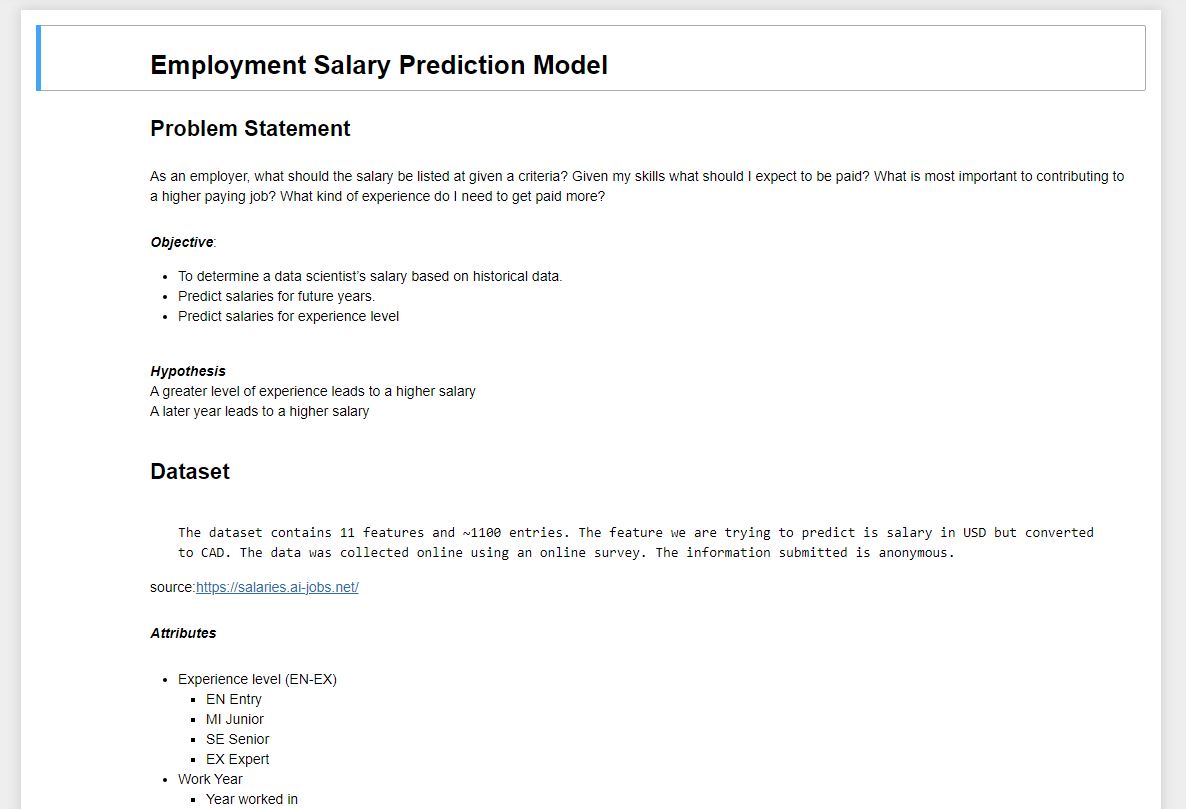 Employment Salary Prediction Model
Problem Statement
As an employer, what should the salary be listed at given a criteria? Given my skills what should I expect to be paid? What is most important to contributing to
a higher paying job? What kind of experience do I need to get paid more?
Objective:
To determine a data scientist's salary based on historical data.
Predict salaries for future years.
Predict salaries for experience level
Hypothesis
A greater level of experience leads to a higher salary
A later year leads to a higher salary
Dataset
The dataset contains 11 features and ~1100 entries. The feature we are trying to predict is salary in USD but converted
to CAD. The data was collected online using an online survey. The information submitted is anonymous.
source:https://salaries.ai-jobs.net/
Attributes
Experience level (EN-EX)
EN Entry
MI Junior
SE Senior
EX Expert
Work Year
Year worked in